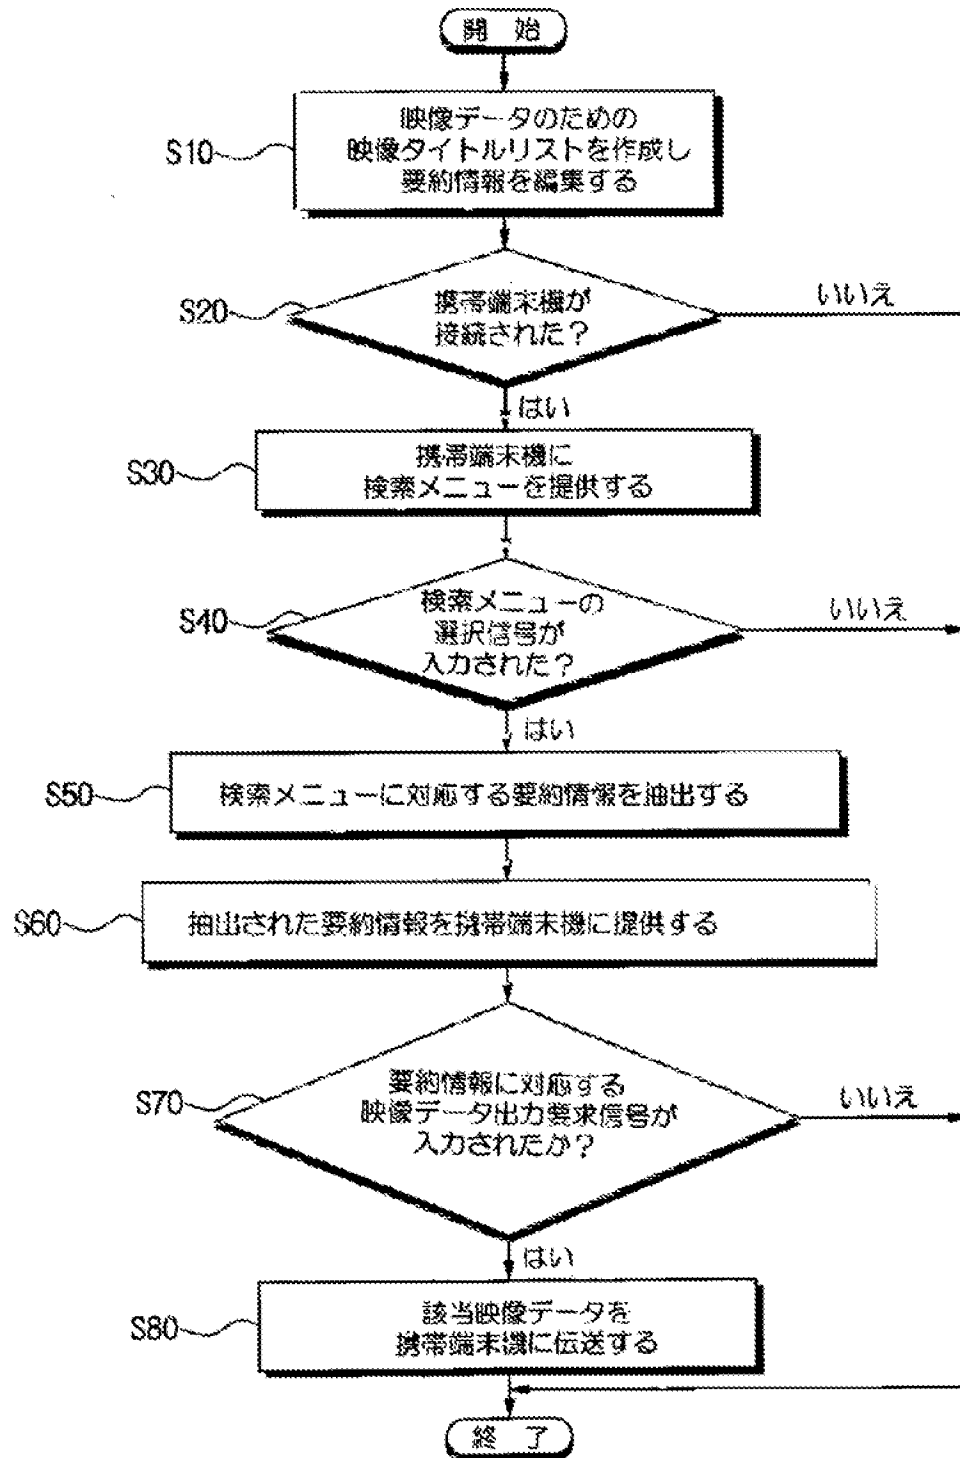 開 始
S10
映像データのための
映像タイトルリストを作成し
要約情報を編集する
S20
携帯端末機が
接続された？
いいえ
はい
S30
携帯端末機に
検索メニューを提供する
S40
検索メニューの
選択信号が
入力された？
いいえ
はい
S50
検索メニューに対応する要約情報を抽出する
S60
抽出された要約情報を携帯端末機に提供する
S70
要約情報に対応する
映像データ出力要求信号が
入力されたか？
いいえ
はい
S80
該当映像データを
携帯端末機に伝送する
終 了